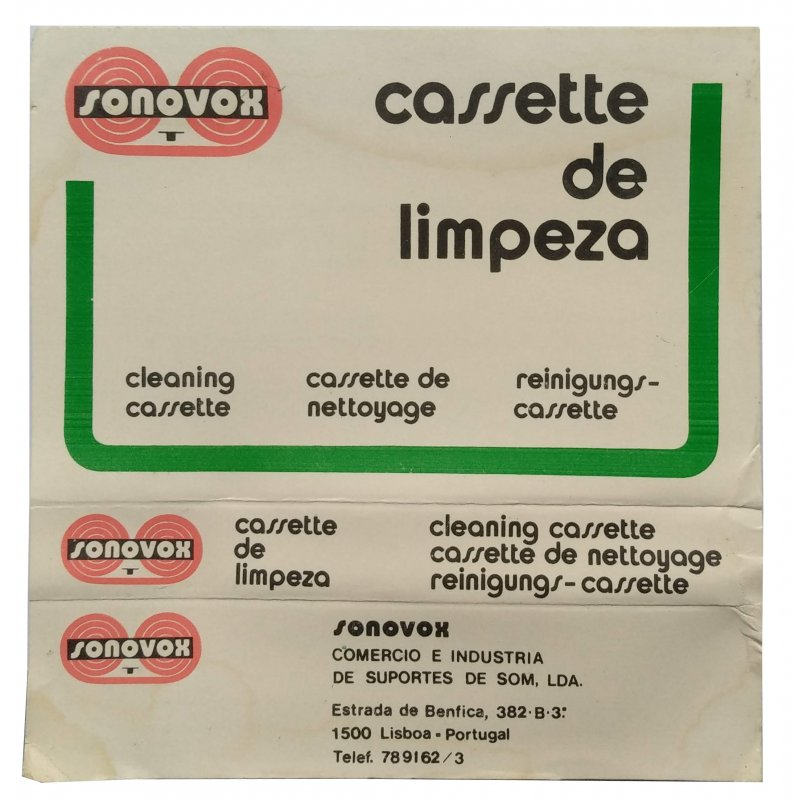 SONOVOX
cassette
de
limpeza
cleaning
cassette
cassette de
nettoyage
reinigungs-
cassette
SONOVOX
cassette
de
limpeza
cleaning cassette
cassette de nettoyage
reinigungs-cassette
SONOVOX
SONOVOX
COMERCIO E INDUSTRIA
DE SUPORTES DE SOM, LDA.
Estrada de Benfica, 382-B-3º
1500 Lisboa - Portugal
Telef. 789162/3